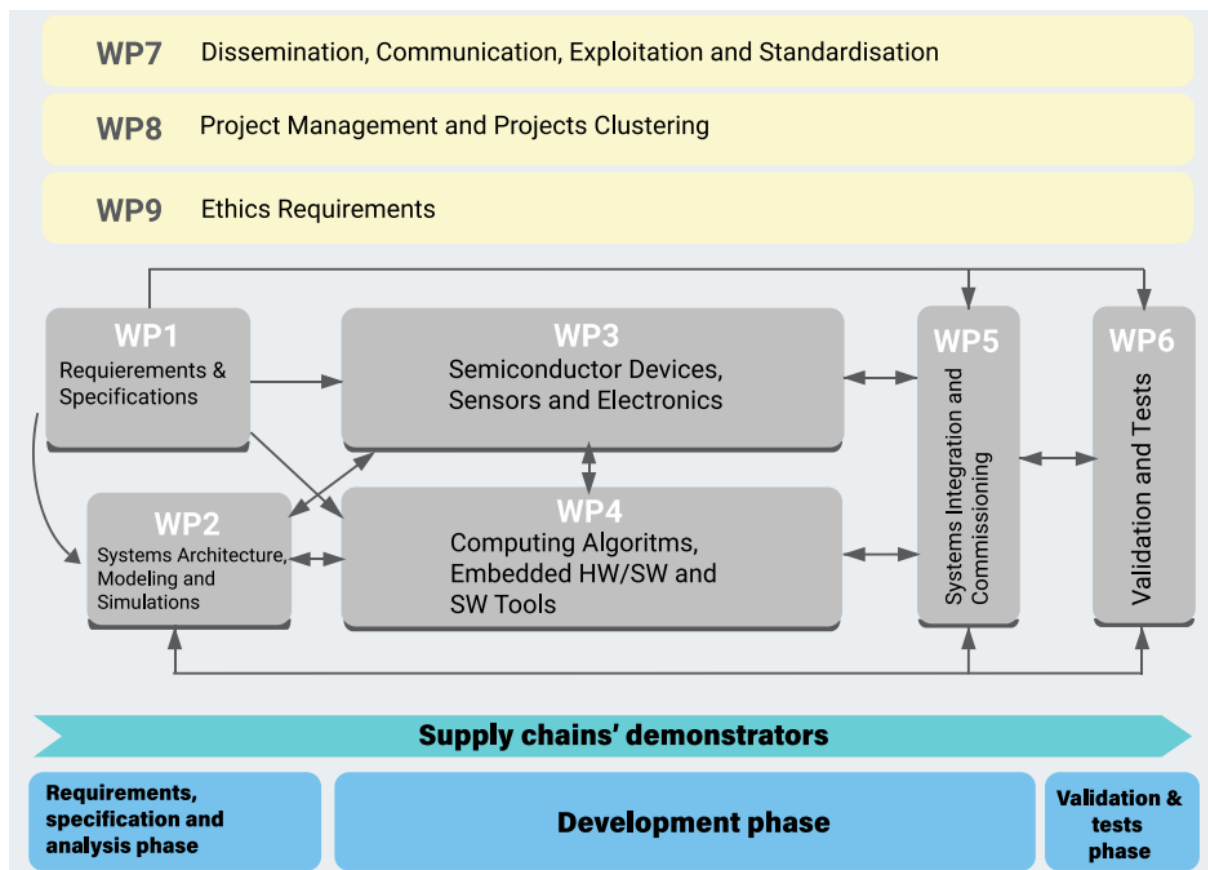 WP7 Dissemination, Communication, Exploitation and Standardisation
WP8 Project Management and Projects Clustering
WP9 Ethics Requirements
WP1
Requierements &
Specifications
WP3
Semiconductor Devices,
Sensors and Electronics
WP5
Systems Integration and
Commissioning
WP6
Validation and Tests
WP2
Systems Architecture,
Modeling and
Simulations
WP4
Computing Algoritms,
Embedded HW/SW and
SW Tools
Supply chains’ demonstrators
Requirements,
specification and
analysis phase
Development phase
Validation &
tests
phase